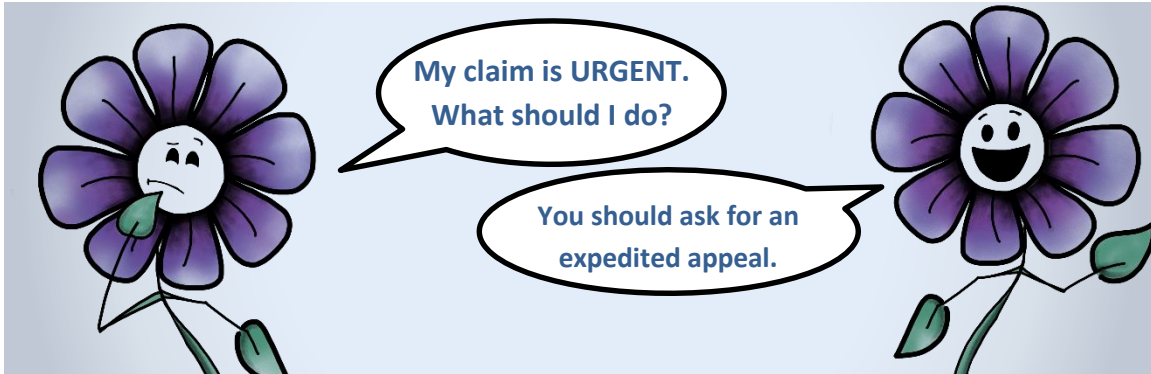 My claim is URGENT.
What should I do?
You should ask for an
expedited appeal.